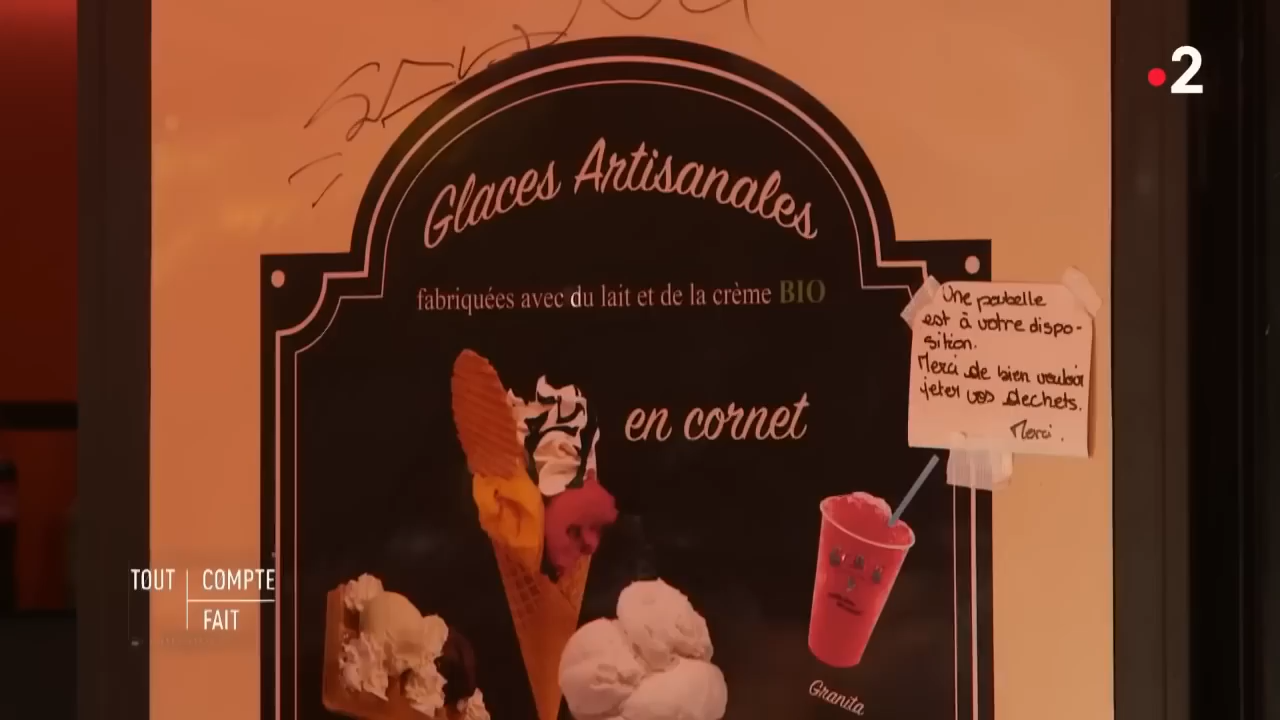 2
Glaces Artisanales
fabriquées avec du lait et de la crème BIO
Une poubelle
est à votre dispo-
sition.
Merci de bien vouloir
jeter vos dechets.
Merci.
en cornet
TOUT COMPTE
FAIT
Granita